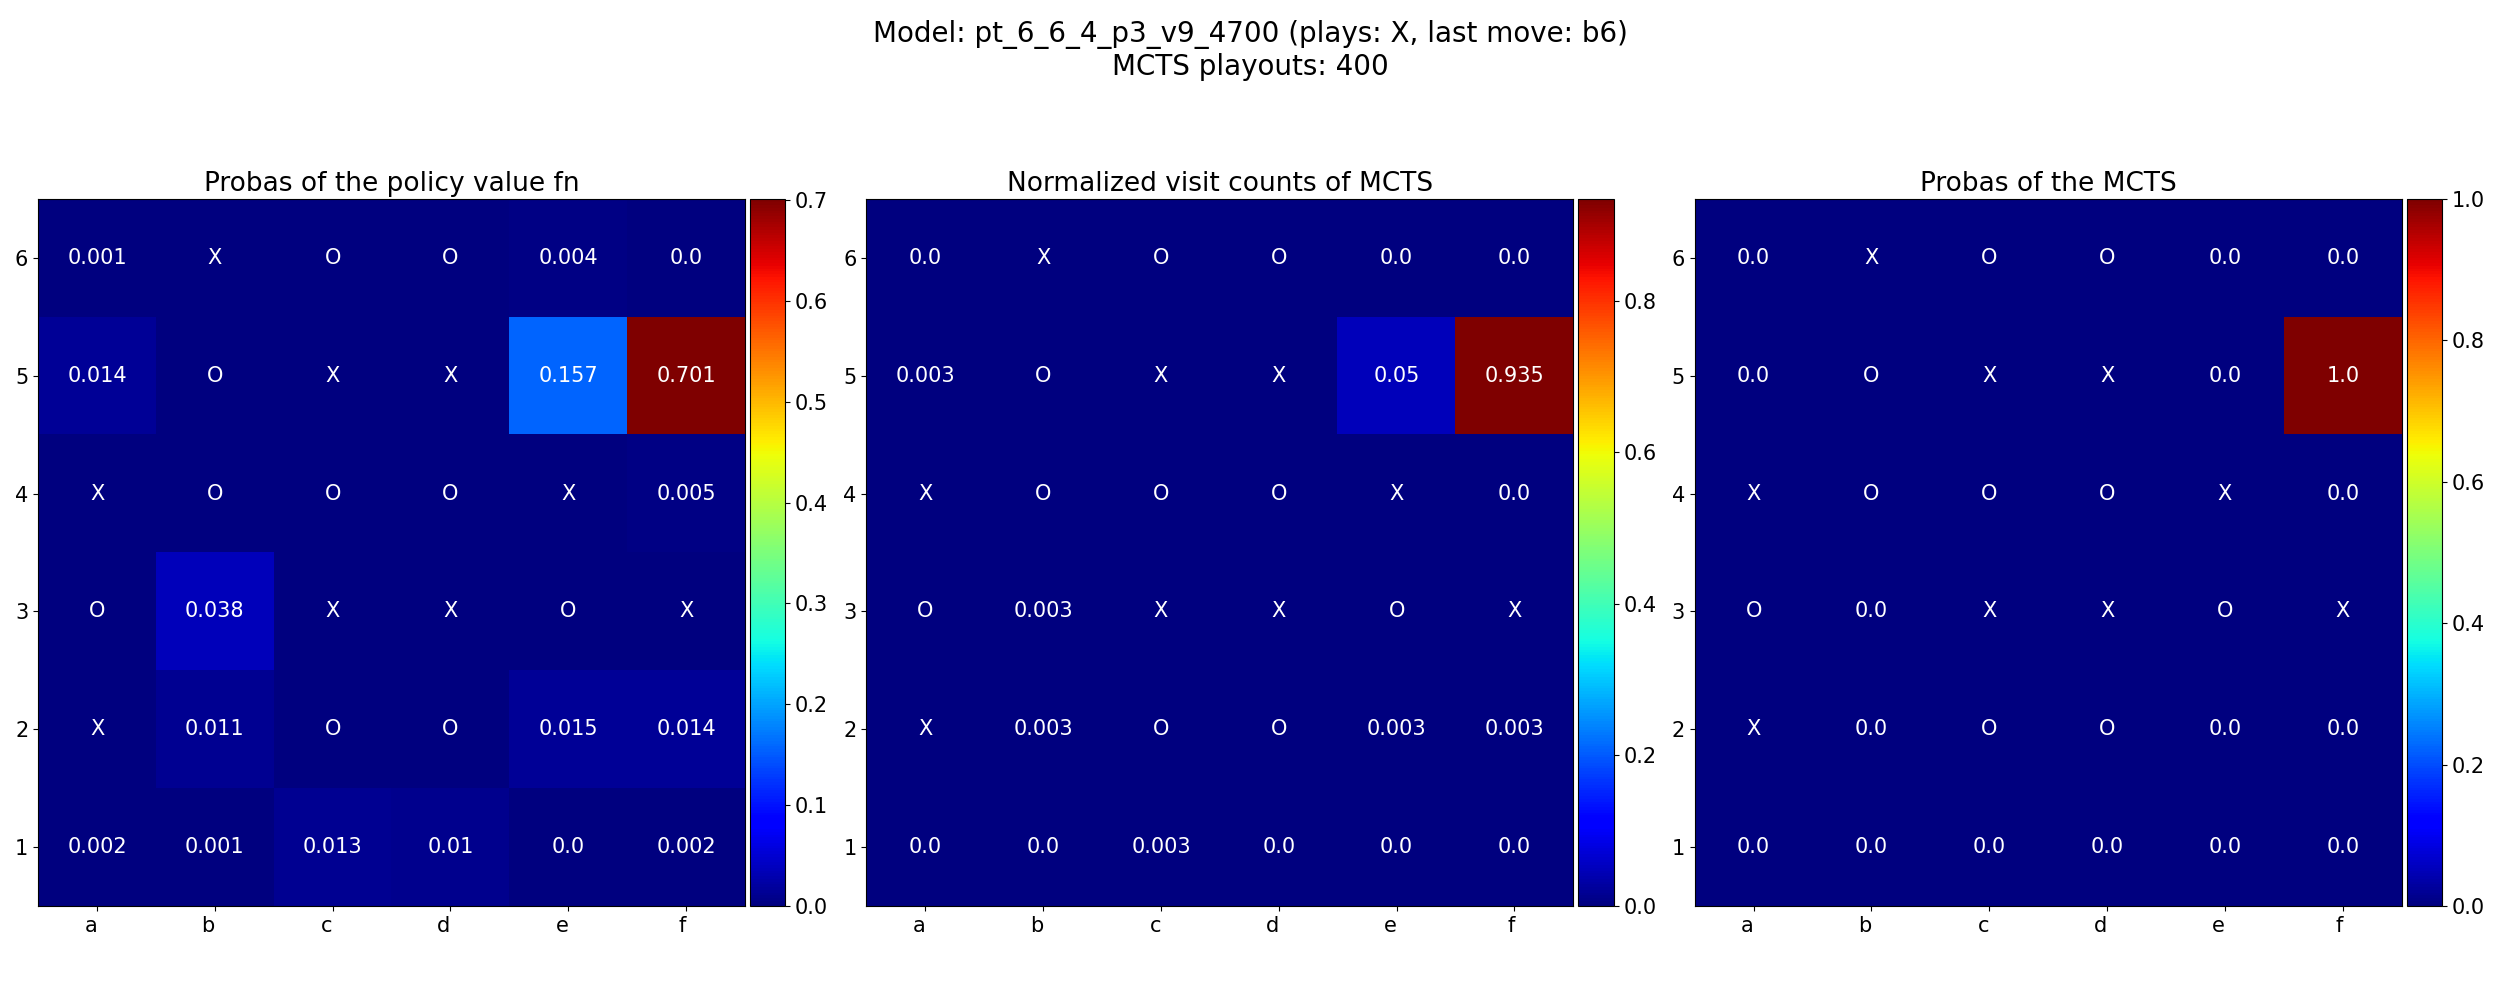 Model: pt_6_6_4_p3_v9_4700 (plays: X, last move: b6)
MCTS playouts: 400
Probas of the policy value fn
6 0.001 X O O 0.004 0.0
5 0.014 O X X 0.157 0.701
4 X O O O X 0.005
3 O 0.038 X X O X
2 X 0.011 O O 0.015 0.014
1 0.002 0.001 0.013 0.01 0.0 0.002
a b c d e f
0.7
0.6
0.5
0.4
0.3
0.2
0.1
0.0
Normalized visit counts of MCTS
6 0.0 X O O 0.0 0.0
5 0.003 O X X 0.05 0.935
4 X O O O X 0.0
3 O 0.003 X X O X
2 X 0.003 O O 0.003 0.003
1 0.0 0.0 0.003 0.0 0.0 0.0
a b c d e f
0.8
0.6
0.4
0.2
0.0
Probas of the MCTS
6 0.0 X O O 0.0 0.0
5 0.0 O X X 0.0 1.0
4 X O O O X 0.0
3 O 0.0 X X O X
2 X 0.0 O O 0.0 0.0
1 0.0 0.0 0.0 0.0 0.0 0.0
a b c d e f
1.0
0.8
0.6
0.4
0.2
0.0